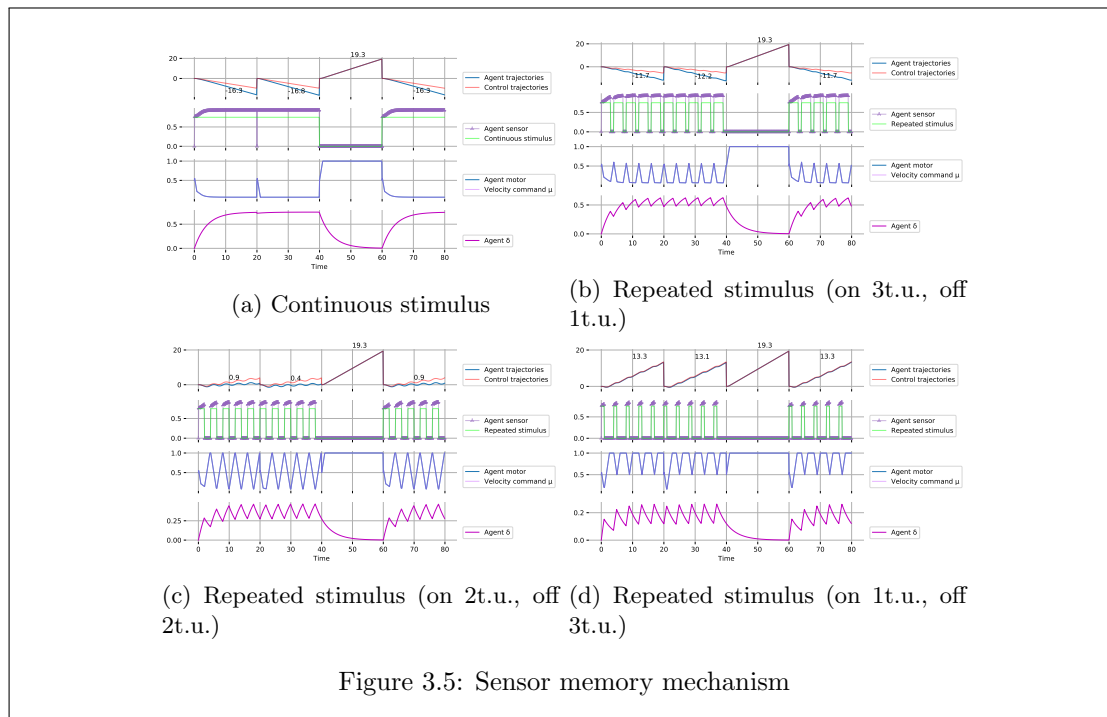 20
0
19.3
-16.3
-16.8
-16.3
Agent trajectories
Control trajectories
0.5
0.0
Agent sensor
Continuous stimulus
1.0
0.5
Agent motor
Velocity command μ
0.5
0.0
Agent δ
0 10 20 30 40 50 60 70 80
Time
(a) Continuous stimulus
20
0
19.3
-11.7
-12.2
-11.7
Agent trajectories
Control trajectories
0.5
0.0
Agent sensor
Repeated stimulus
1.0
0.5
Agent motor
Velocity command μ
0.5
0.0
Agent δ
0 10 20 30 40 50 60 70 80
Time
(b) Repeated stimulus (on 3t.u., off
1t.u.)
20
0
19.3
0.9
0.4
0.9
Agent trajectories
Control trajectories
0.5
0.0
Agent sensor
Repeated stimulus
1.0
0.5
Agent motor
Velocity command μ
0.25
0.00
Agent δ
0 10 20 30 40 50 60 70 80
Time
(c) Repeated stimulus (on 2t.u., off
2t.u.)
20
0
13.3
13.1
19.3
13.3
Agent trajectories
Control trajectories
0.5
0.0
Agent sensor
Repeated stimulus
1.0
0.5
Agent motor
Velocity command μ
0.2
0.0
Agent δ
0 10 20 30 40 50 60 70 80
Time
(d) Repeated stimulus (on 1t.u., off
3t.u.)
Figure 3.5: Sensor memory mechanism